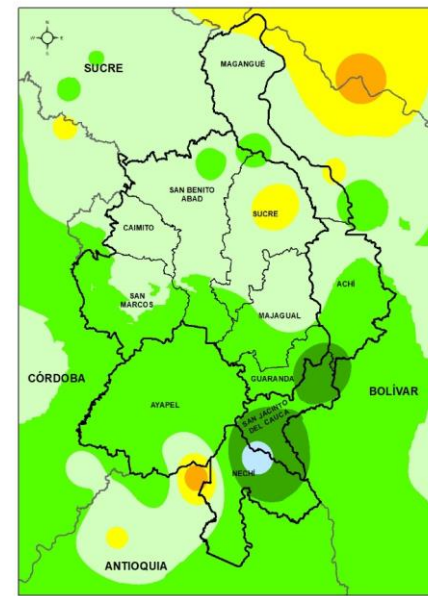 N
W E
S
SUCRE
MAGANGUÉ
SAN BENITO
ABAD
SUCRE
CAIMITO
ACHÍ
SAN
MARCOS
MAJAGUAL
CÓRDOBA
GUARANDA
BOLÍVAR
AYAPEL
SAN JACINTO
DEL CAUCA
NECHÍ
ANTIOQUIA